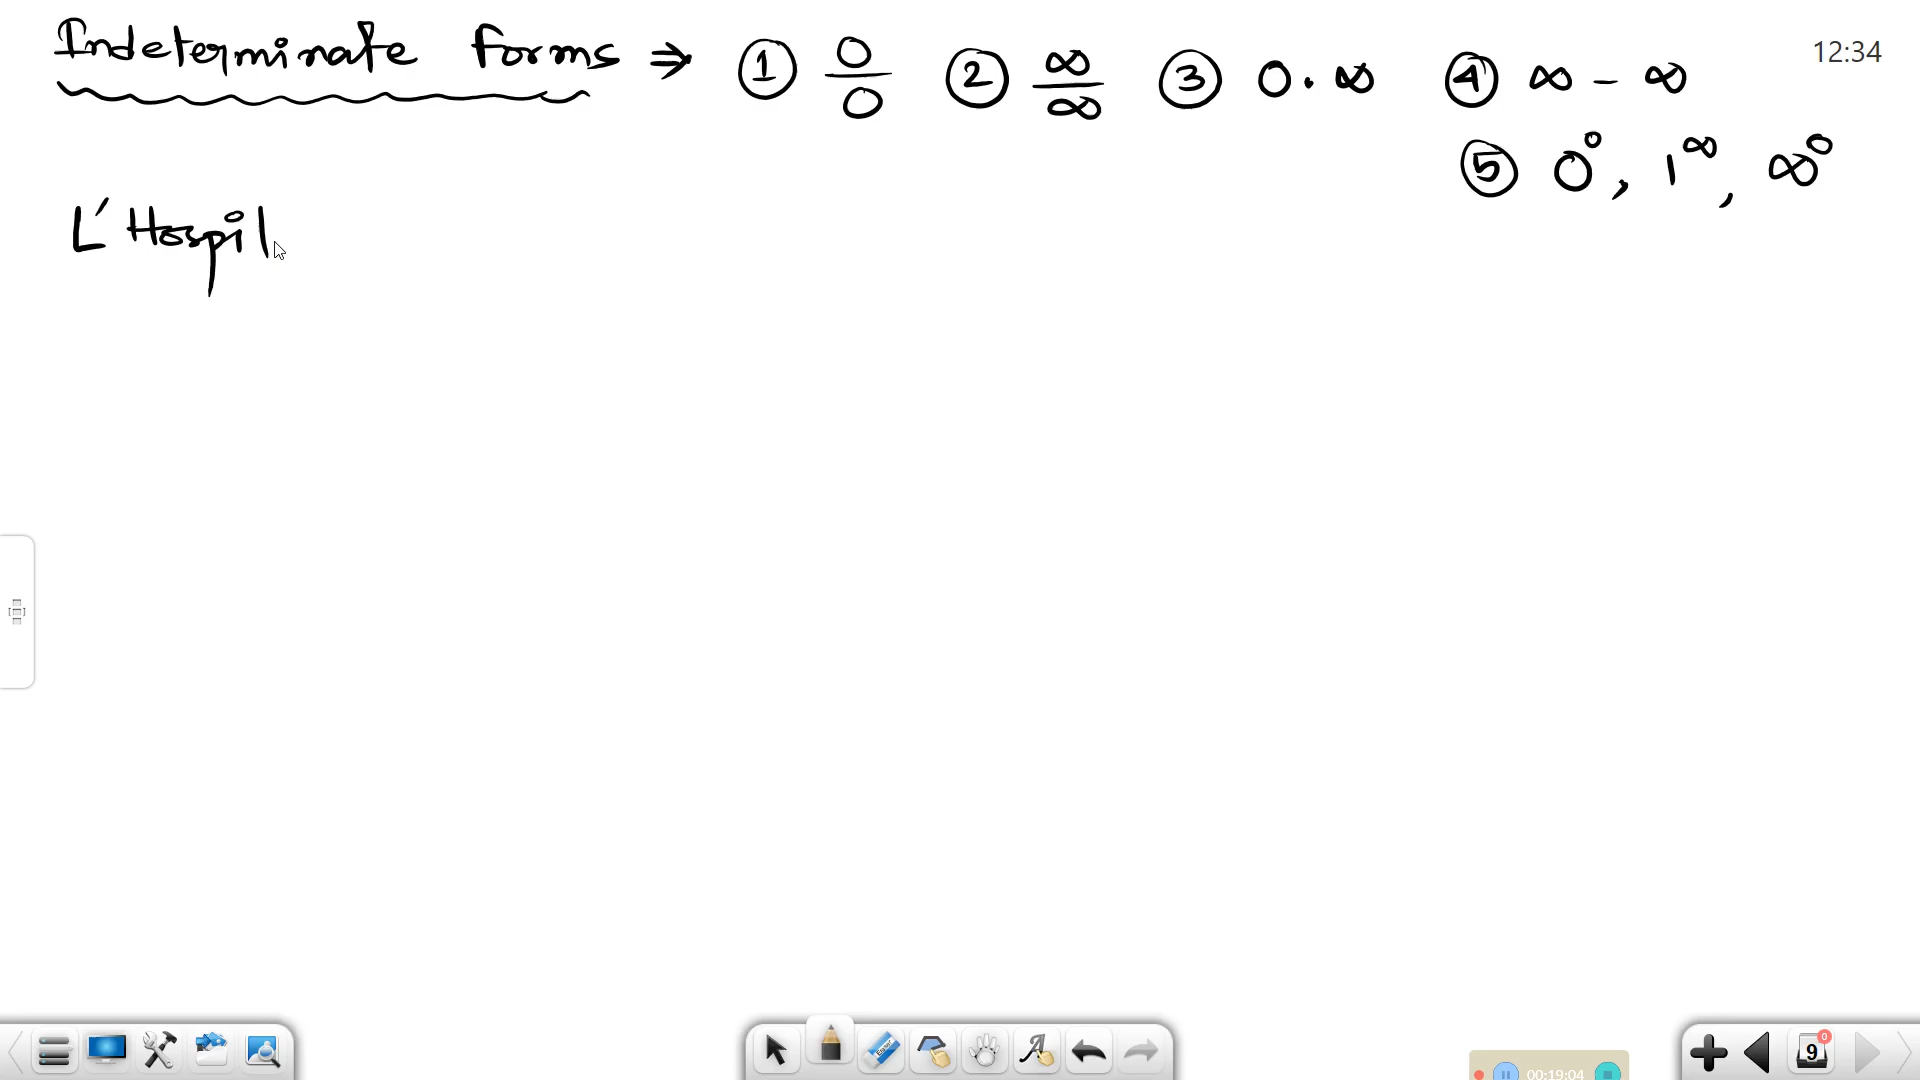 Indeterminate forms ⇒ ① 0/0 ② ∞/∞ ③ 0·∞ ④ ∞ - ∞
12:34
⑤ 0⁰, 1^∞, ∞⁰
L'Hospil
Eraser
A
9
0
00:19:04